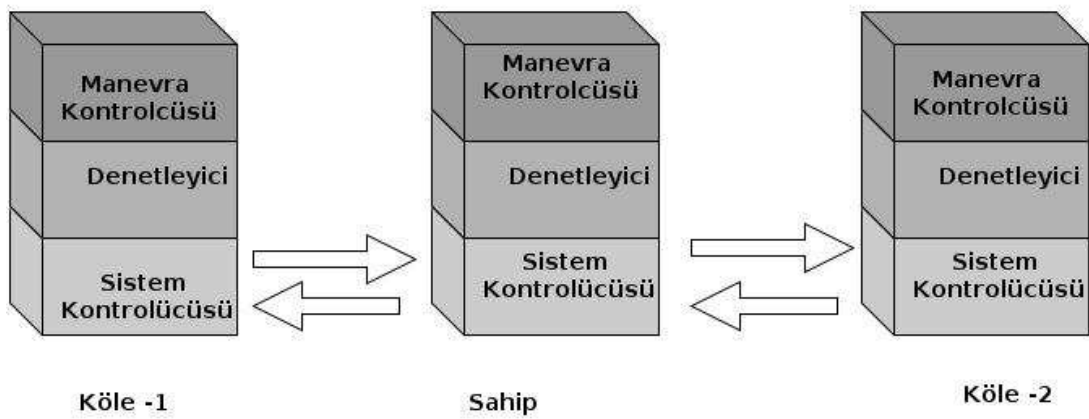 Manevra
Kontrolcüsü
Denetleyici
Sistem
Kontrolücüsü
Köle -1
Manevra
Kontrolcüsü
Denetleyici
Sistem
Kontrolücüsü
Sahip
Manevra
Kontrolcüsü
Denetleyici
Sistem
Kontrolücüsü
Köle -2